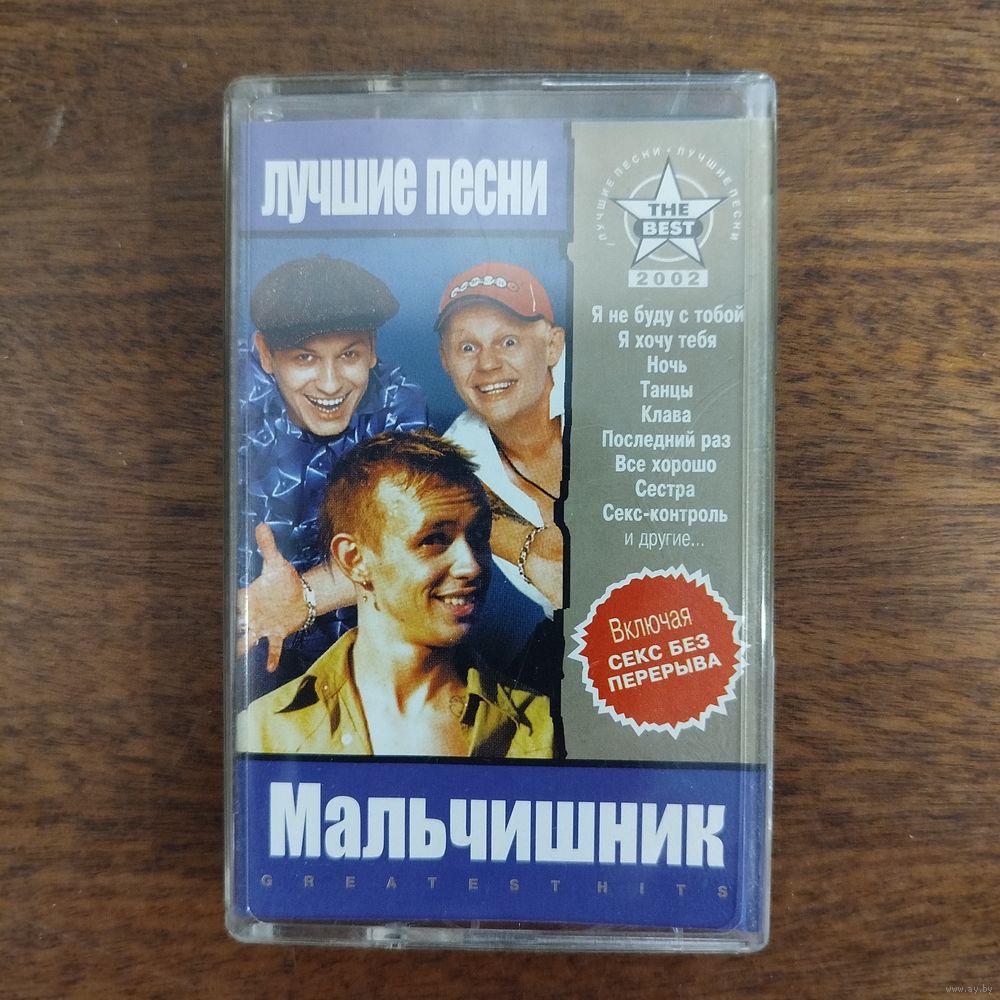 лучшие песни
ЛУЧШИЕ ПЕСНИ • ЛУЧШИЕ ПЕСНИ
THE
BEST
2002
Я не буду с тобой
Я хочу тебя
Ночь
Танцы
Клава
Последний раз
Все хорошо
Сестра
Секс-контроль
и другие...
Включая
СЕКС БЕЗ
ПЕРЕРЫВА
Мальчишник
GREATEST HITS
www.ay.by